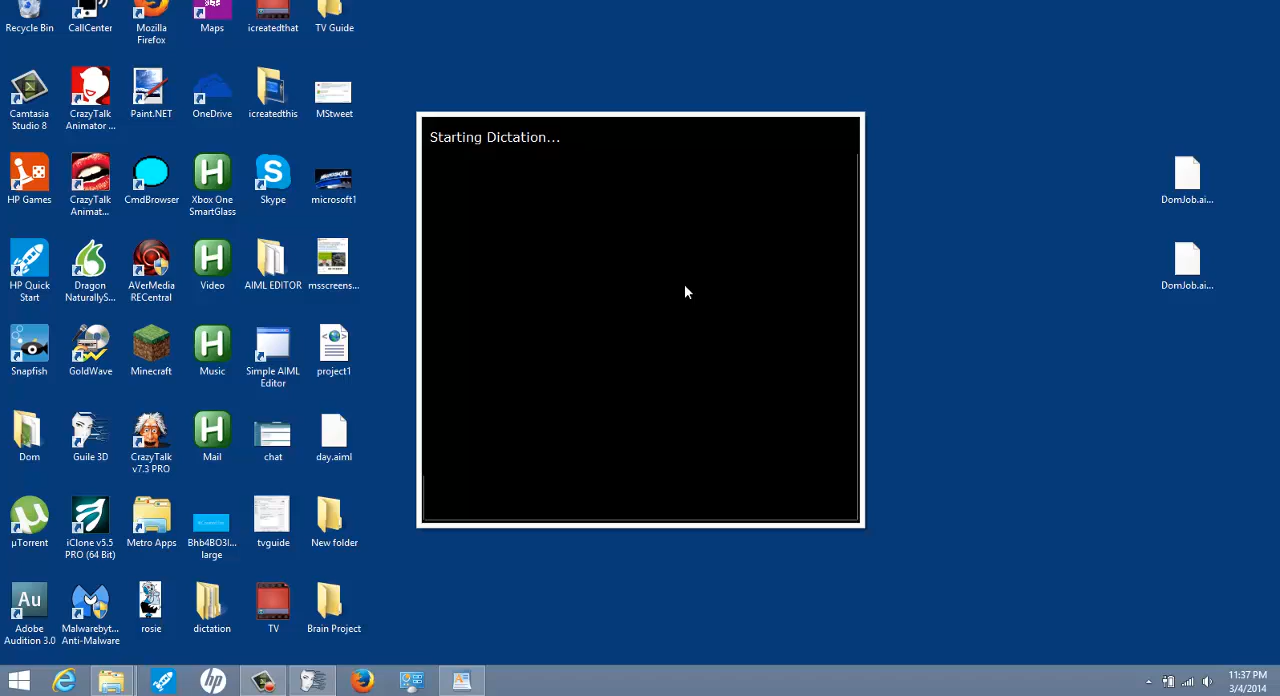 Recycle Bin
CallCenter
Mozilla
Firefox
Maps
icreatedthat
TV Guide
Camtasia
Studio 8
CrazyTalk
Animator ...
Paint.NET
OneDrive
icreatedthis
MStweet
HP Games
CrazyTalk
Animat...
CmdBrowser
Xbox One
SmartGlass
Skype
microsoft1
HP Quick
Start
Dragon
NaturallyS...
AVerMedia
RECentral
Video
AIML EDITOR
msscreens...
Snapfish
GoldWave
Minecraft
Music
Simple AIML
Editor
project1
Dom
Guile 3D
CrazyTalk
v7.3 PRO
Mail
chat
day.aiml
µTorrent
iClone v5.5
PRO (64 Bit)
Metro Apps
Bhb4BO3I...
large
tvguide
New folder
Au
Adobe
Audition 3.0
Malwarebyt...
Anti-Malware
rosie
dictation
TV
Brain Project
Starting Dictation...
DomJob.ai...
DomJob.ai...
11:37 PM
3/4/2014